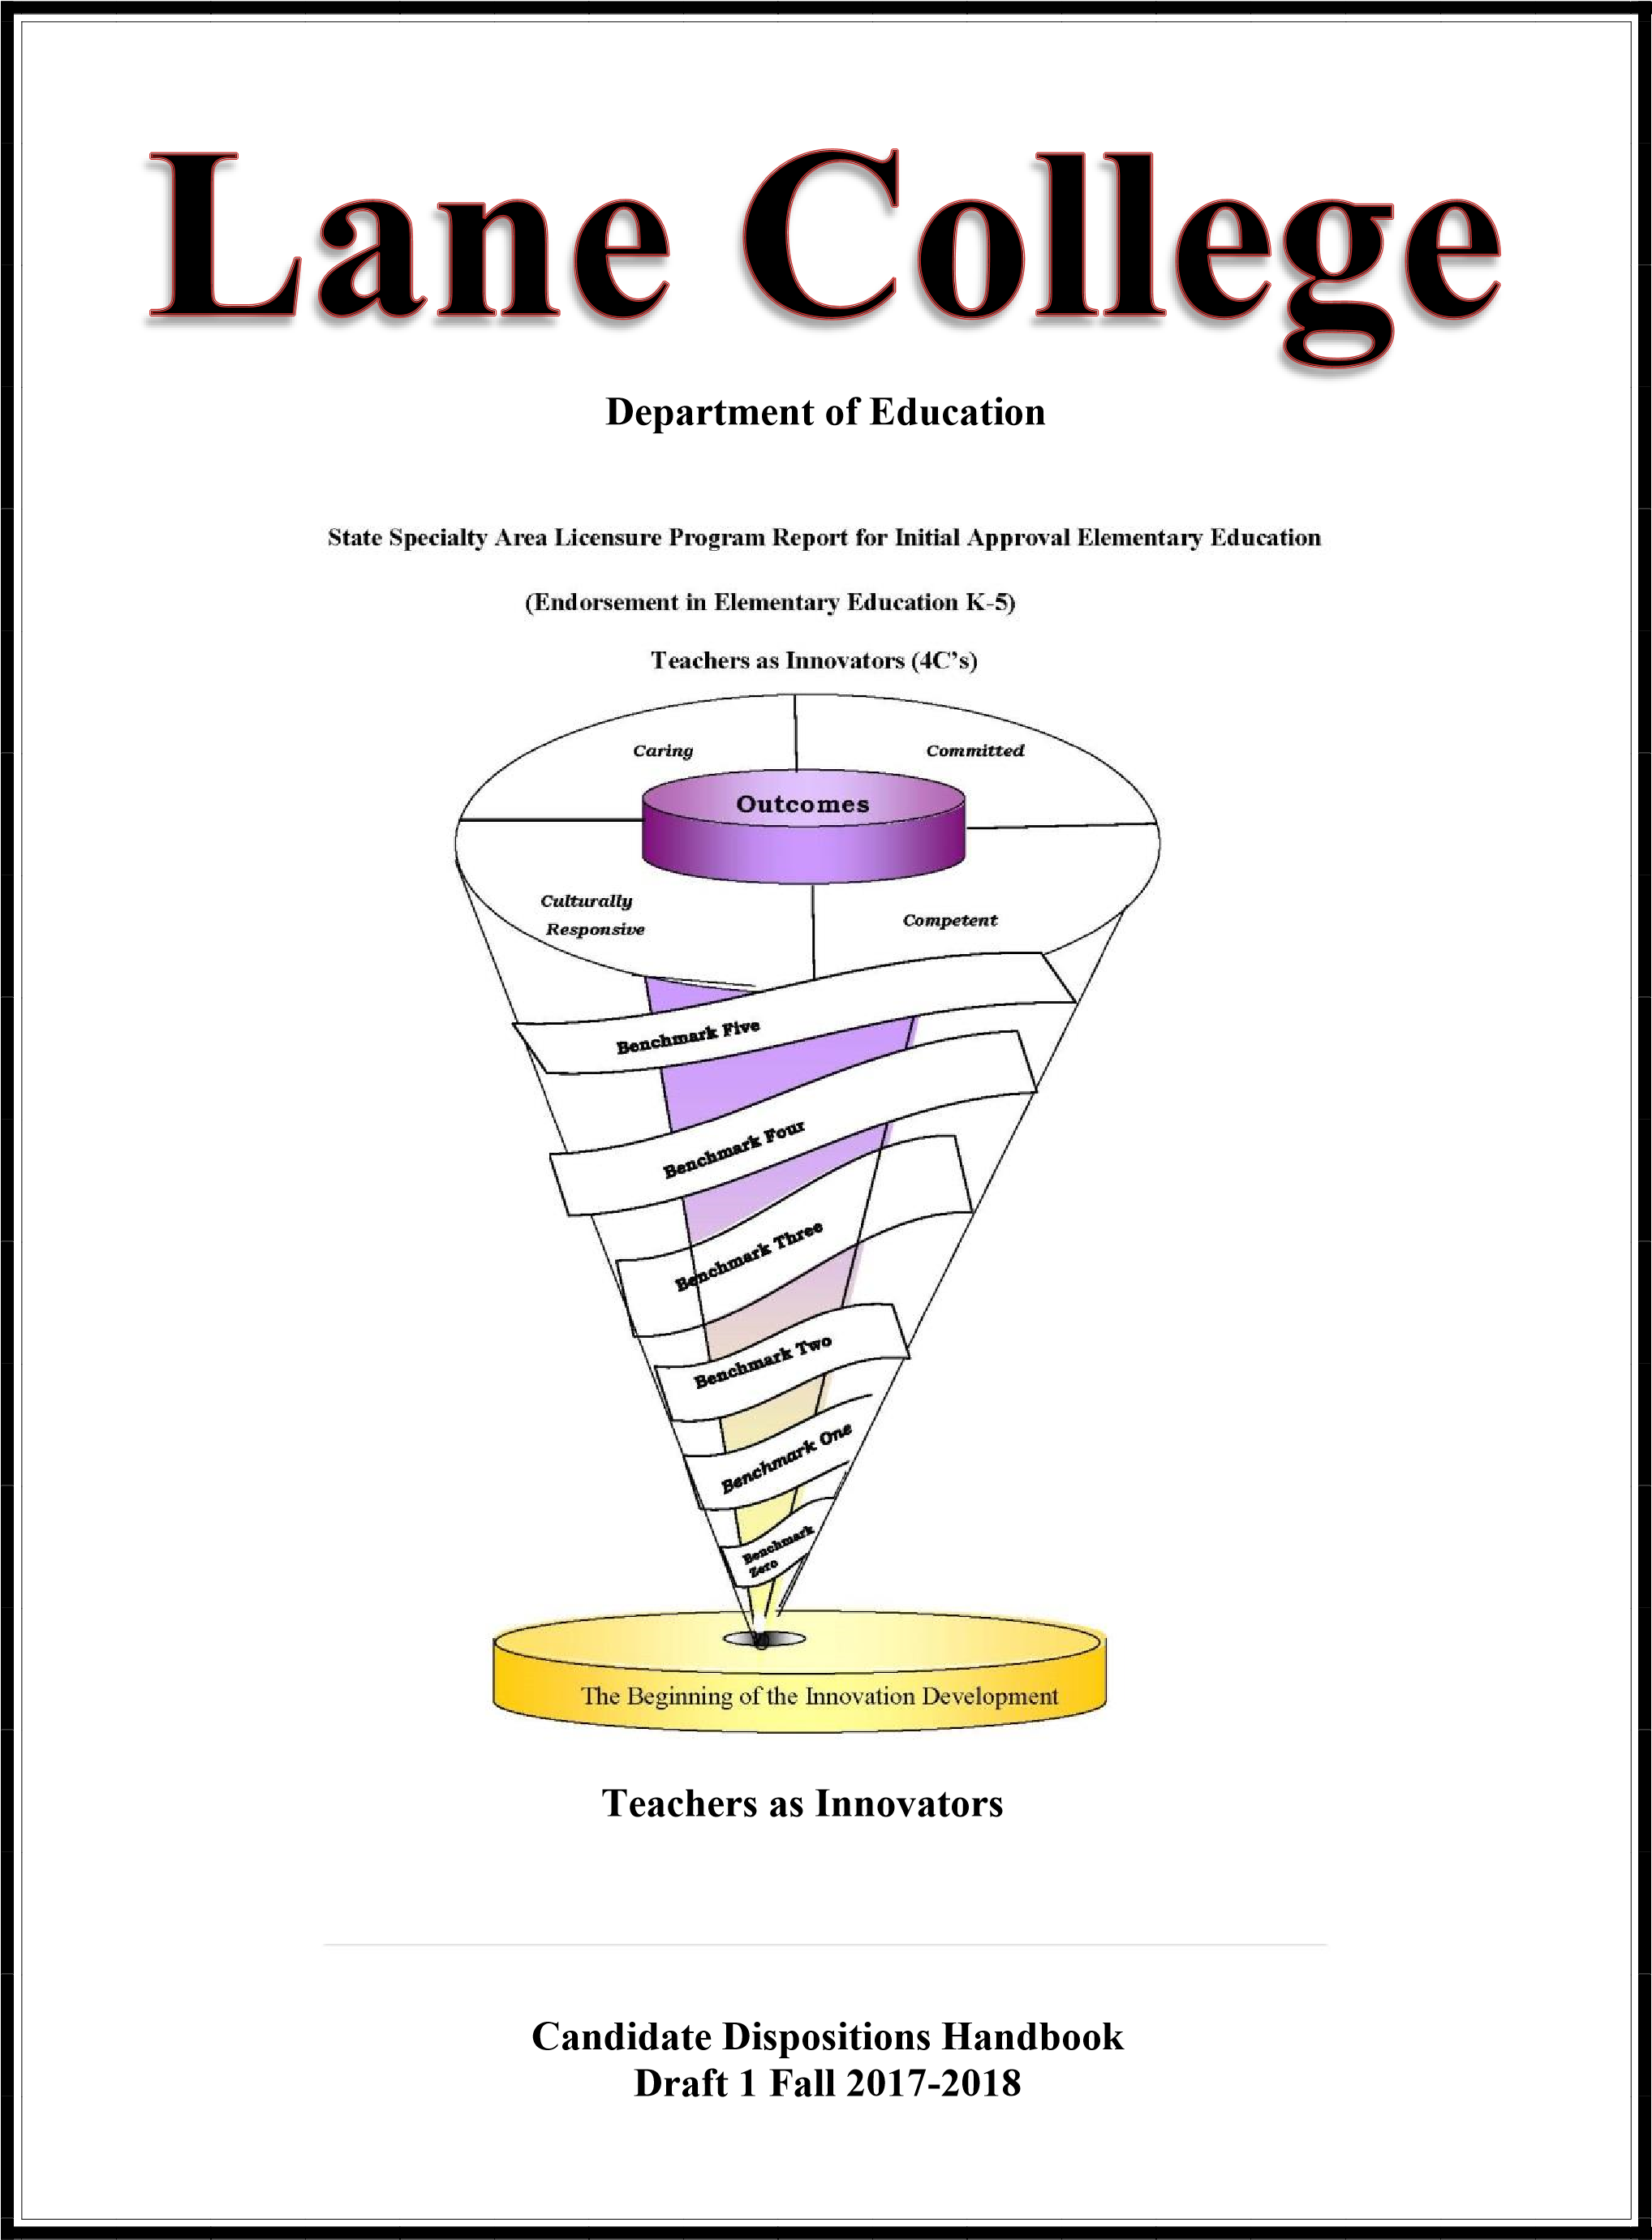 Lane College
Department of Education
State Specialty Area Licensure Program Report for Initial Approval Elementary Education
(Endorsement in Elementary Education K-5)
Teachers as Innovators (4C's)
Caring
Committed
Outcomes
Culturally
Responsive
Competent
Benchmark Five
Benchmark Four
Benchmark Three
Benchmark Two
Benchmark One
Benchmark
Zero
The Beginning of the Innovation Development
Teachers as Innovators
Candidate Dispositions Handbook
Draft 1 Fall 2017-2018